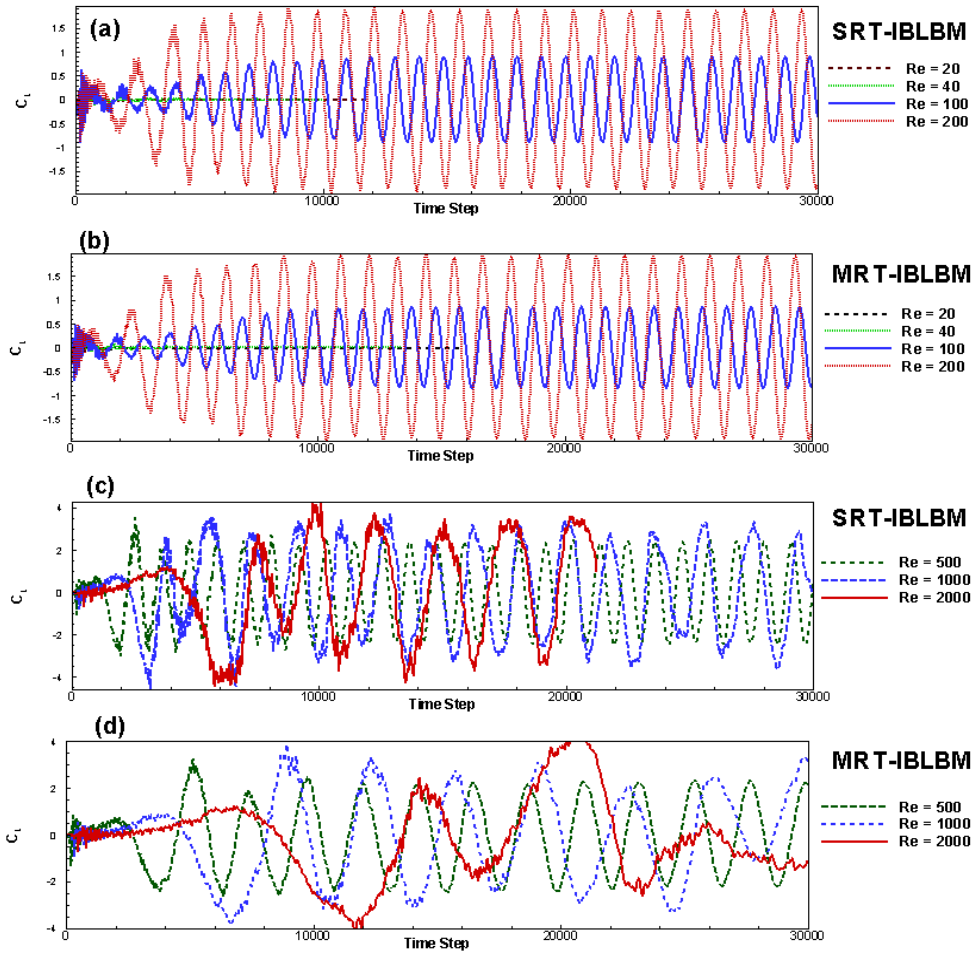 (a)
SRT-IBLBM
Re = 20
Re = 40
Re = 100
Re = 200
1.5
1
0.5
0
-0.5
-1
-1.5
C L
0
10000
20000
30000
Time Step
(b)
MRT-IBLBM
Re = 20
Re = 40
Re = 100
Re = 200
1.5
1
0.5
0
-0.5
-1
-1.5
C L
0
10000
20000
30000
Time Step
(c)
SRT-IBLBM
Re = 500
Re = 1000
Re = 2000
4
2
0
-2
-4
C L
0
10000
20000
30000
Time Step
(d)
MRT-IBLBM
Re = 500
Re = 1000
Re = 2000
4
2
0
-2
-4
C L
0
10000
20000
30000
Time Step